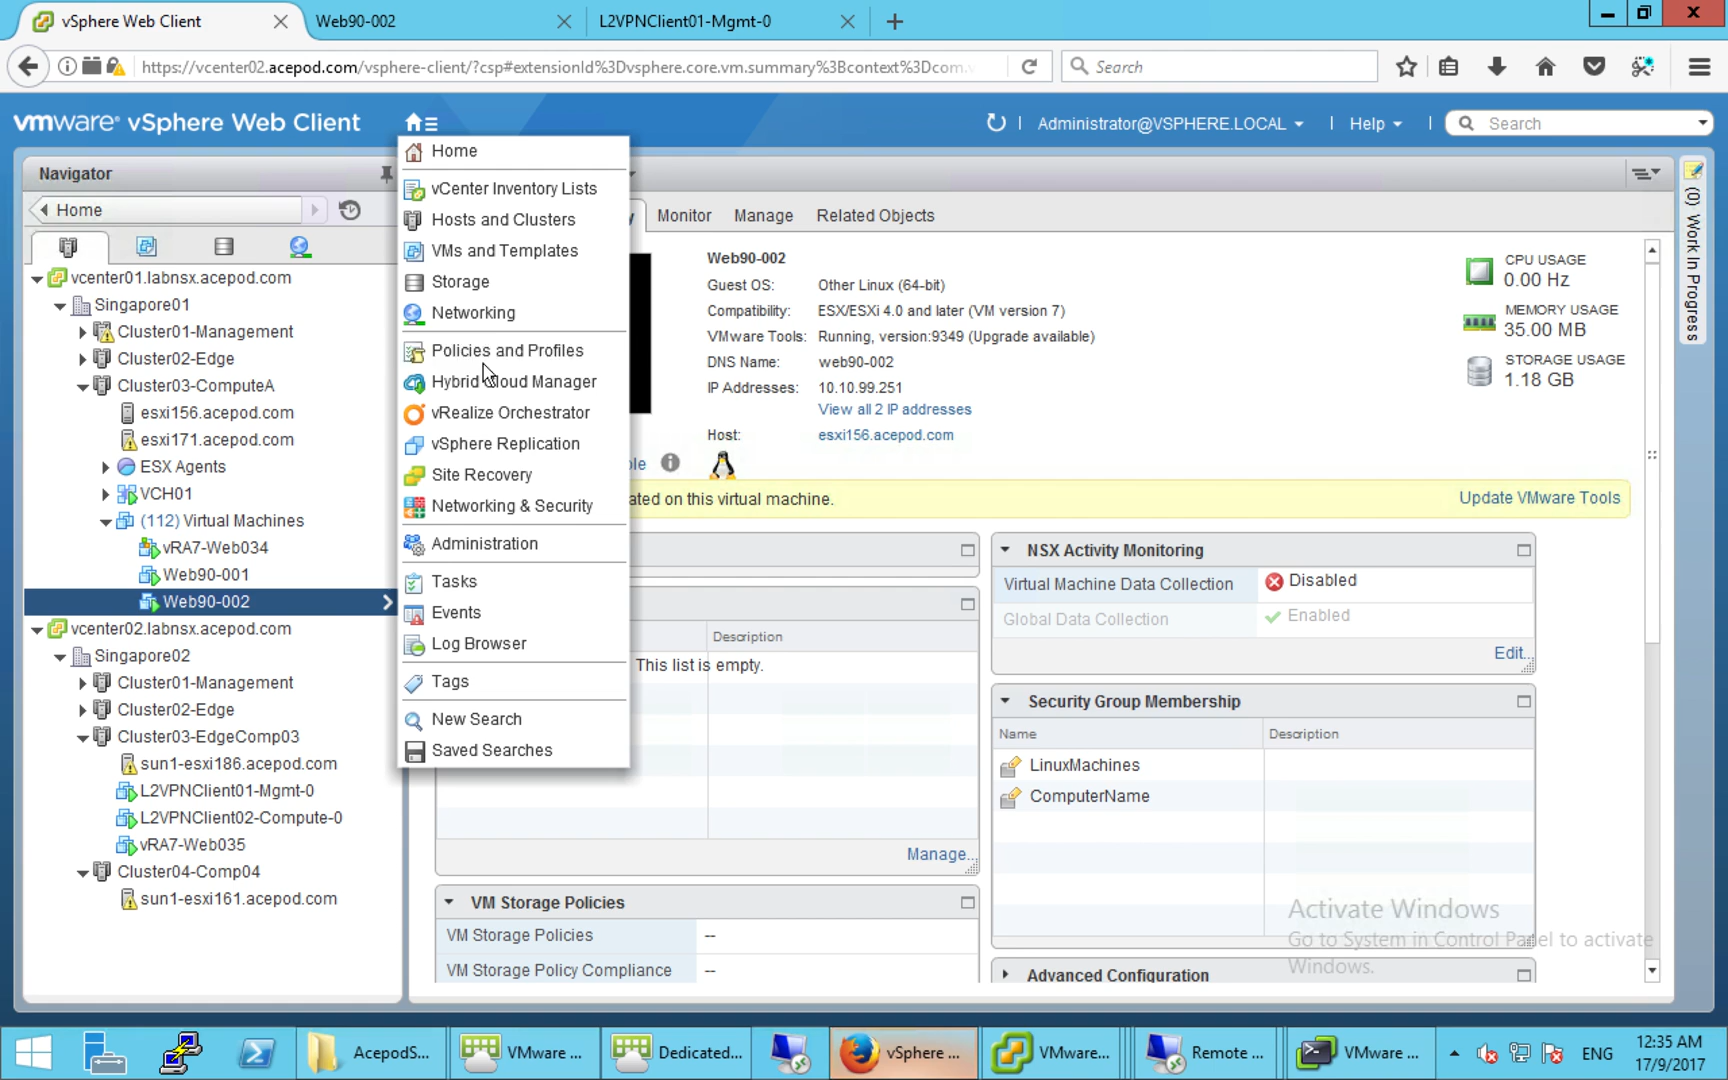 vSphere Web Client
Web90-002
L2VPNClient01-Mgmt-0
https://vcenter02.acepod.com/vsphere-client/?csp#extensionId%3Dvsphere.core.vm.summary%3Bcontext%3Dcom.v
Search
vmware® vSphere Web Client
Administrator@VSPHERE.LOCAL
Help
Search
Navigator
Home
vcenter01.labnsx.acepod.com
Singapore01
Cluster01-Management
Cluster02-Edge
Cluster03-ComputeA
esxi156.acepod.com
esxi171.acepod.com
ESX Agents
VCH01
(112) Virtual Machines
vRA7-Web034
Web90-001
Web90-002
vcenter02.labnsx.acepod.com
Singapore02
Cluster01-Management
Cluster02-Edge
Cluster03-EdgeComp03
sun1-esxi186.acepod.com
L2VPNClient01-Mgmt-0
L2VPNClient02-Compute-0
vRA7-Web035
Cluster04-Comp04
sun1-esxi161.acepod.com
Home
vCenter Inventory Lists
Hosts and Clusters
VMs and Templates
Storage
Networking
Policies and Profiles
Hybrid Cloud Manager
vRealize Orchestrator
vSphere Replication
Site Recovery
Networking & Security
Administration
Tasks
Events
Log Browser
Tags
New Search
Saved Searches
Monitor
Manage
Related Objects
Web90-002
Guest OS: Other Linux (64-bit)
Compatibility: ESX/ESXi 4.0 and later (VM version 7)
VMware Tools: Running, version:9349 (Upgrade available)
DNS Name: web90-002
IP Addresses: 10.10.99.251
View all 2 IP addresses
Host: esxi156.acepod.com
CPU USAGE
0.00 Hz
MEMORY USAGE
35.00 MB
STORAGE USAGE
1.18 GB
ated on this virtual machine.
Update VMware Tools
Description
This list is empty.
Manage...
VM Storage Policies
VM Storage Policies --
VM Storage Policy Compliance --
NSX Activity Monitoring
Virtual Machine Data Collection Disabled
Global Data Collection Enabled
Edit...
Security Group Membership
Name Description
LinuxMachines
ComputerName
Advanced Configuration
Activate Windows
Go to System in Control Panel to activate
Windows.
(0) Work In Progress
AcepodS...
VMware ...
Dedicated...
vSphere ...
VMware...
Remote ...
VMware ...
ENG
12:35 AM
17/9/2017